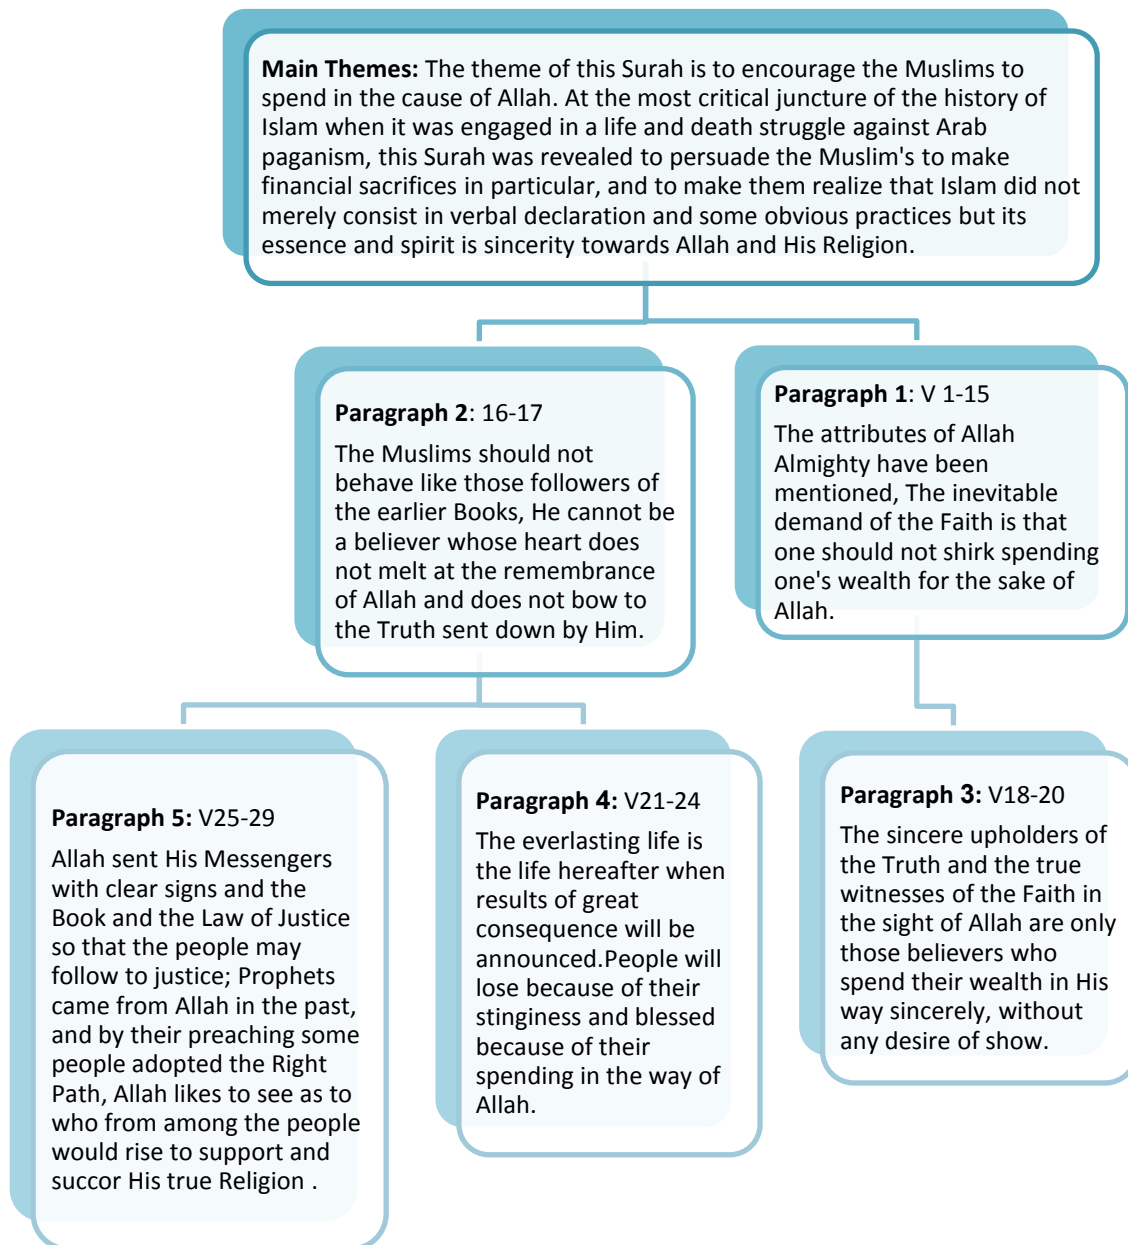 Main Themes: The theme of this Surah is to encourage the Muslims to
spend in the cause of Allah. At the most critical juncture of the history of
Islam when it was engaged in a life and death struggle against Arab
paganism, this Surah was revealed to persuade the Muslim's to make
financial sacrifices in particular, and to make them realize that Islam did not
merely consist in verbal declaration and some obvious practices but its
essence and spirit is sincerity towards Allah and His Religion.
Paragraph 2: 16-17
The Muslims should not
behave like those followers of
the earlier Books, He cannot be
a believer whose heart does
not melt at the remembrance
of Allah and does not bow to
the Truth sent down by Him.
Paragraph 1: V 1-15
The attributes of Allah
Almighty have been
mentioned, The inevitable
demand of the Faith is that
one should not shirk spending
one's wealth for the sake of
Allah.
Paragraph 5: V25-29
Allah sent His Messengers
with clear signs and the
Book and the Law of Justice
so that the people may
follow to justice; Prophets
came from Allah in the past,
and by their preaching some
people adopted the Right
Path, Allah likes to see as to
who from among the people
would rise to support and
succor His true Religion .
Paragraph 4: V21-24
The everlasting life is
the life hereafter when
results of great
consequence will be
announced.People will
lose because of their
stinginess and blessed
because of their
spending in the way of
Allah.
Paragraph 3: V18-20
The sincere upholders of
the Truth and the true
witnesses of the Faith in
the sight of Allah are only
those believers who
spend their wealth in His
way sincerely, without
any desire of show.